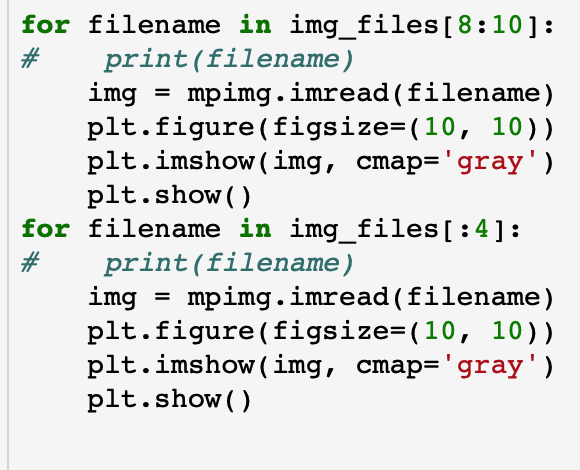 for filename in img_files[8:10]:
#    print(filename)
    img = mpimg.imread(filename)
    plt.figure(figsize=(10, 10))
    plt.imshow(img, cmap='gray')
    plt.show()
for filename in img_files[:4]:
#    print(filename)
    img = mpimg.imread(filename)
    plt.figure(figsize=(10, 10))
    plt.imshow(img, cmap='gray')
    plt.show()